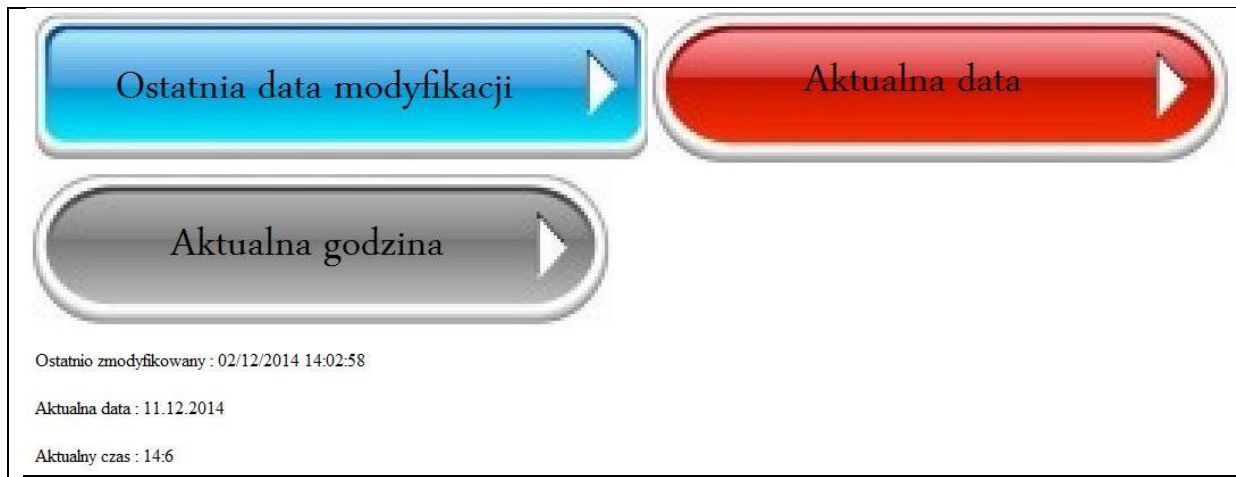 Ostatnia data modyfikacji
Aktualna data
Aktualna godzina
Ostatnio zmodyfikowany : 02/12/2014 14:02:58
Aktualna data : 11.12.2014
Aktualny czas : 14:6